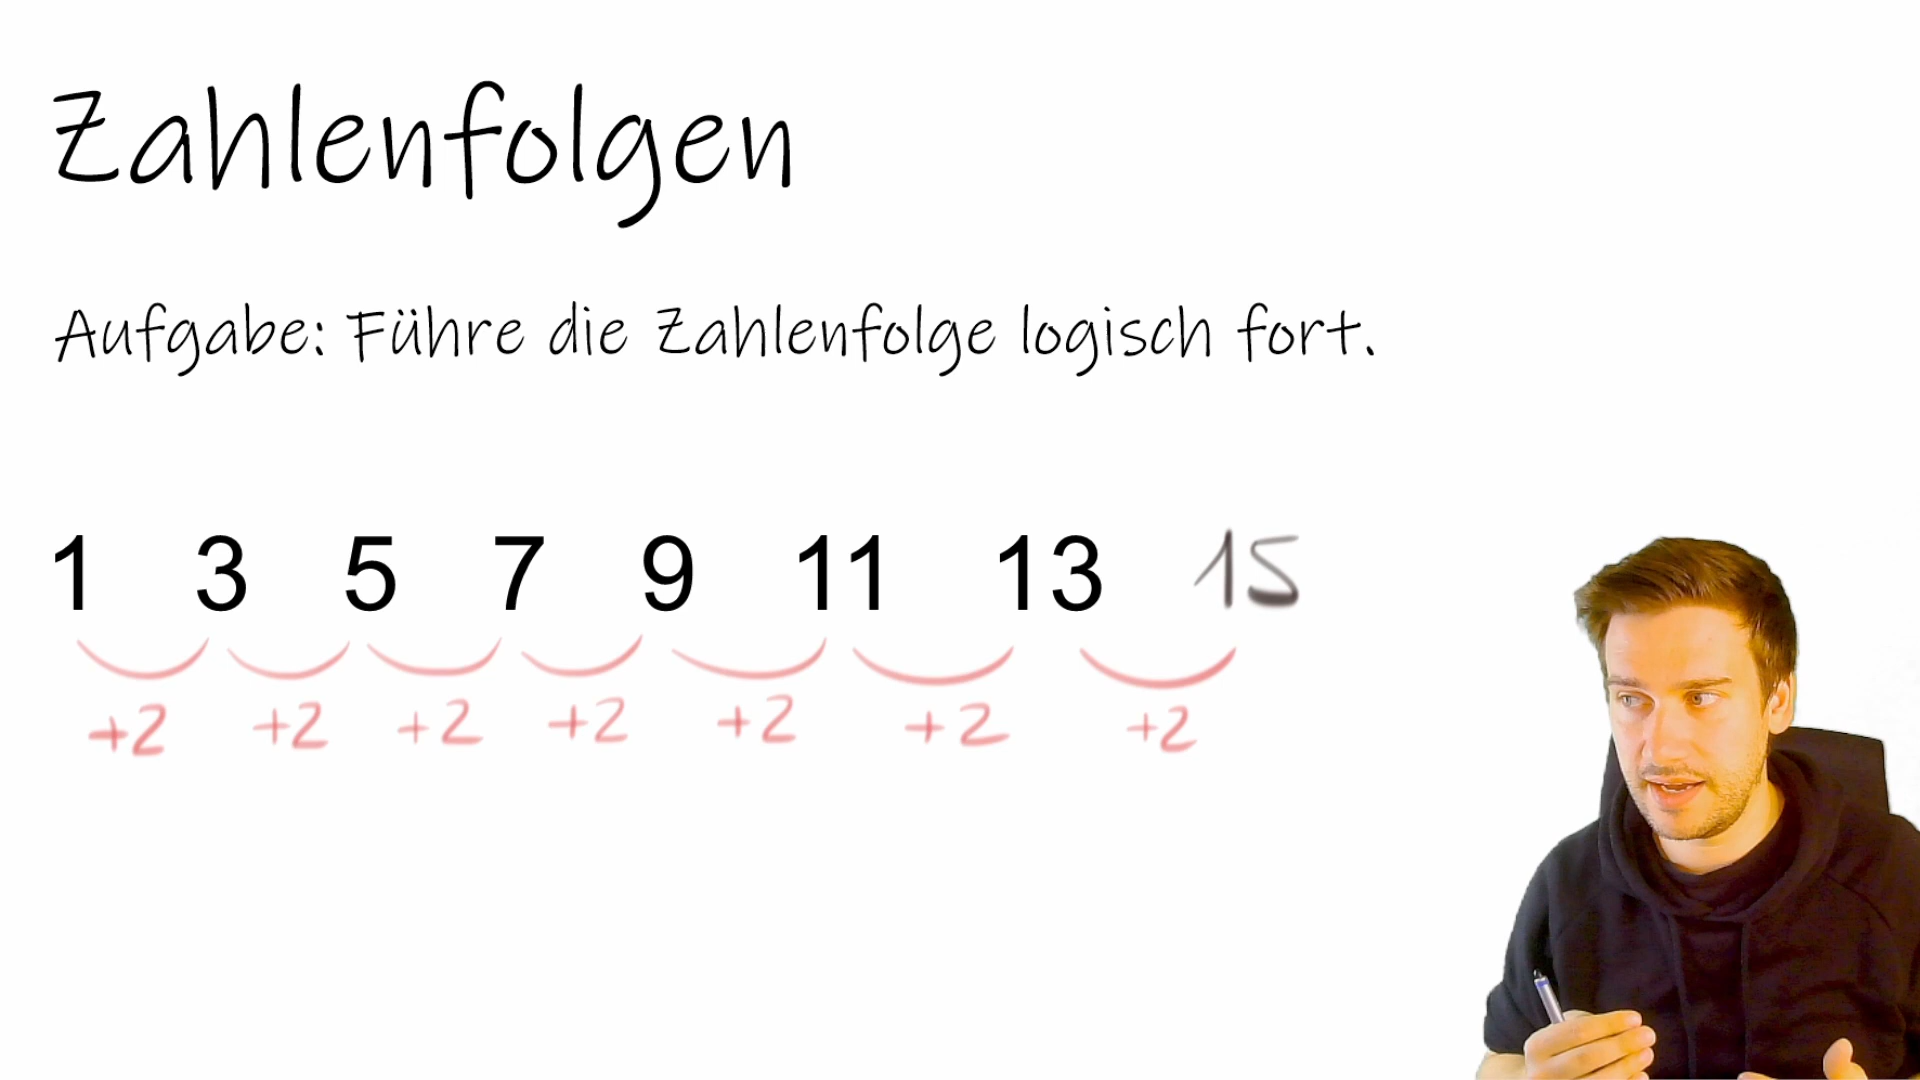 Zahlenfolgen
Aufgabe: Führe die Zahlenfolge logisch fort.
1 3 5 7 9 11 13 15
+2 +2 +2 +2 +2 +2 +2